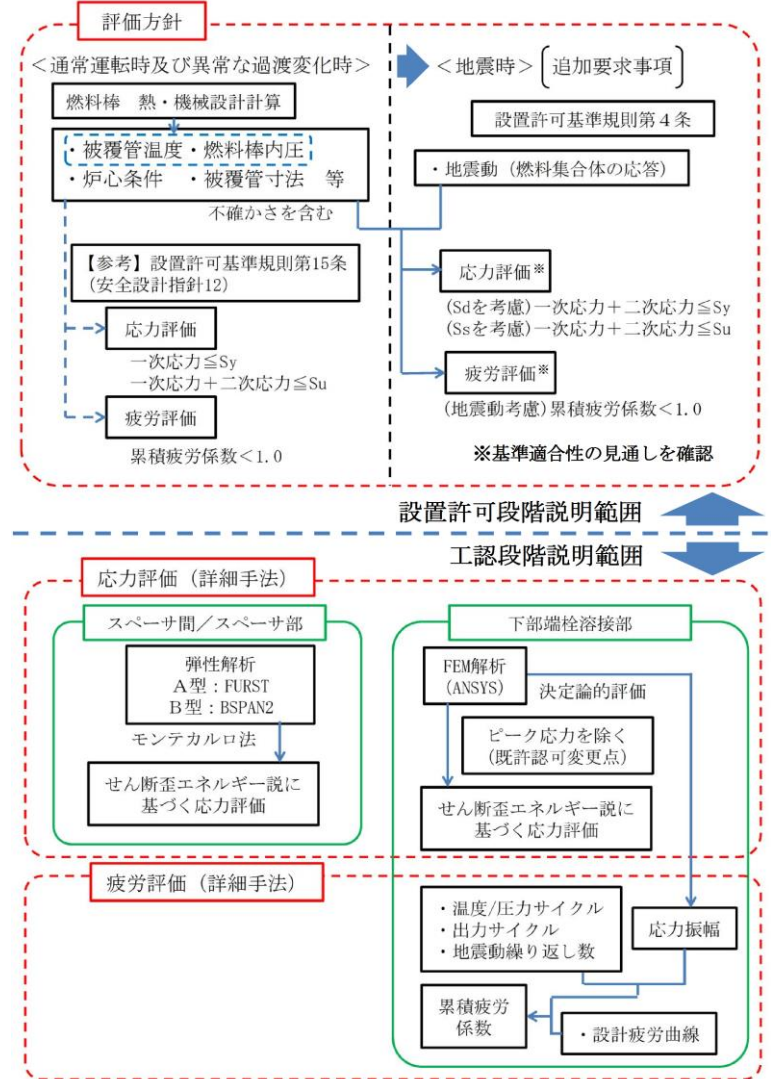 評価方針
＜通常運転時及び異常な過渡変化時＞
燃料棒　熱・機械設計計算
・被覆管温度・燃料棒内圧
・炉心条件　・被覆管寸法　等
不確かさを含む
【参考】設置許可基準規則第15条
(安全設計指針12)
応力評価
一次応力≦Sy
一次応力＋二次応力≦Su
疲労評価
累積疲労係数＜1.0
＜地震時＞
追加要求事項
設置許可基準規則第４条
・地震動（燃料集合体の応答）
応力評価※
(Sdを考慮)一次応力＋二次応力≦Sy
(Ssを考慮)一次応力＋二次応力≦Su
疲労評価※
(地震動考慮)累積疲労係数＜1.0
※基準適合性の見通しを確認
設置許可段階説明範囲
工認段階説明範囲
応力評価（詳細手法）
スペーサ間／スペーサ部
弾性解析
Ａ型：FURST
Ｂ型：BSPAN2
モンテカルロ法
せん断歪エネルギー説に
基づく応力評価
下部端栓溶接部
FEM解析
(ANSYS)
決定論的評価
ピーク応力を除く
(既許認可変更点)
せん断歪エネルギー説に
基づく応力評価
疲労評価（詳細手法）
・温度/圧力サイクル
・出力サイクル
・地震動繰り返し数
応力振幅
累積疲労
係数
・設計疲労曲線